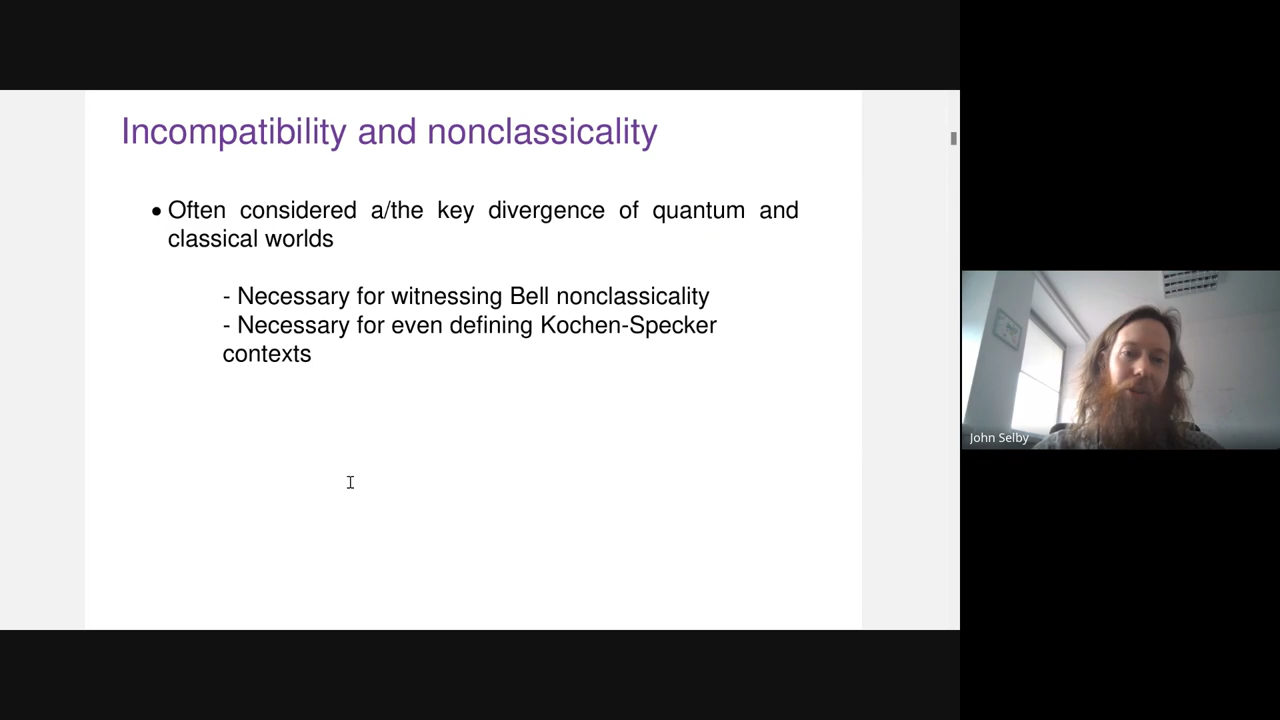 Incompatibility and nonclassicality
• Often considered a/the key divergence of quantum and
classical worlds
- Necessary for witnessing Bell nonclassicality
- Necessary for even defining Kochen-Specker
contexts
John Selby